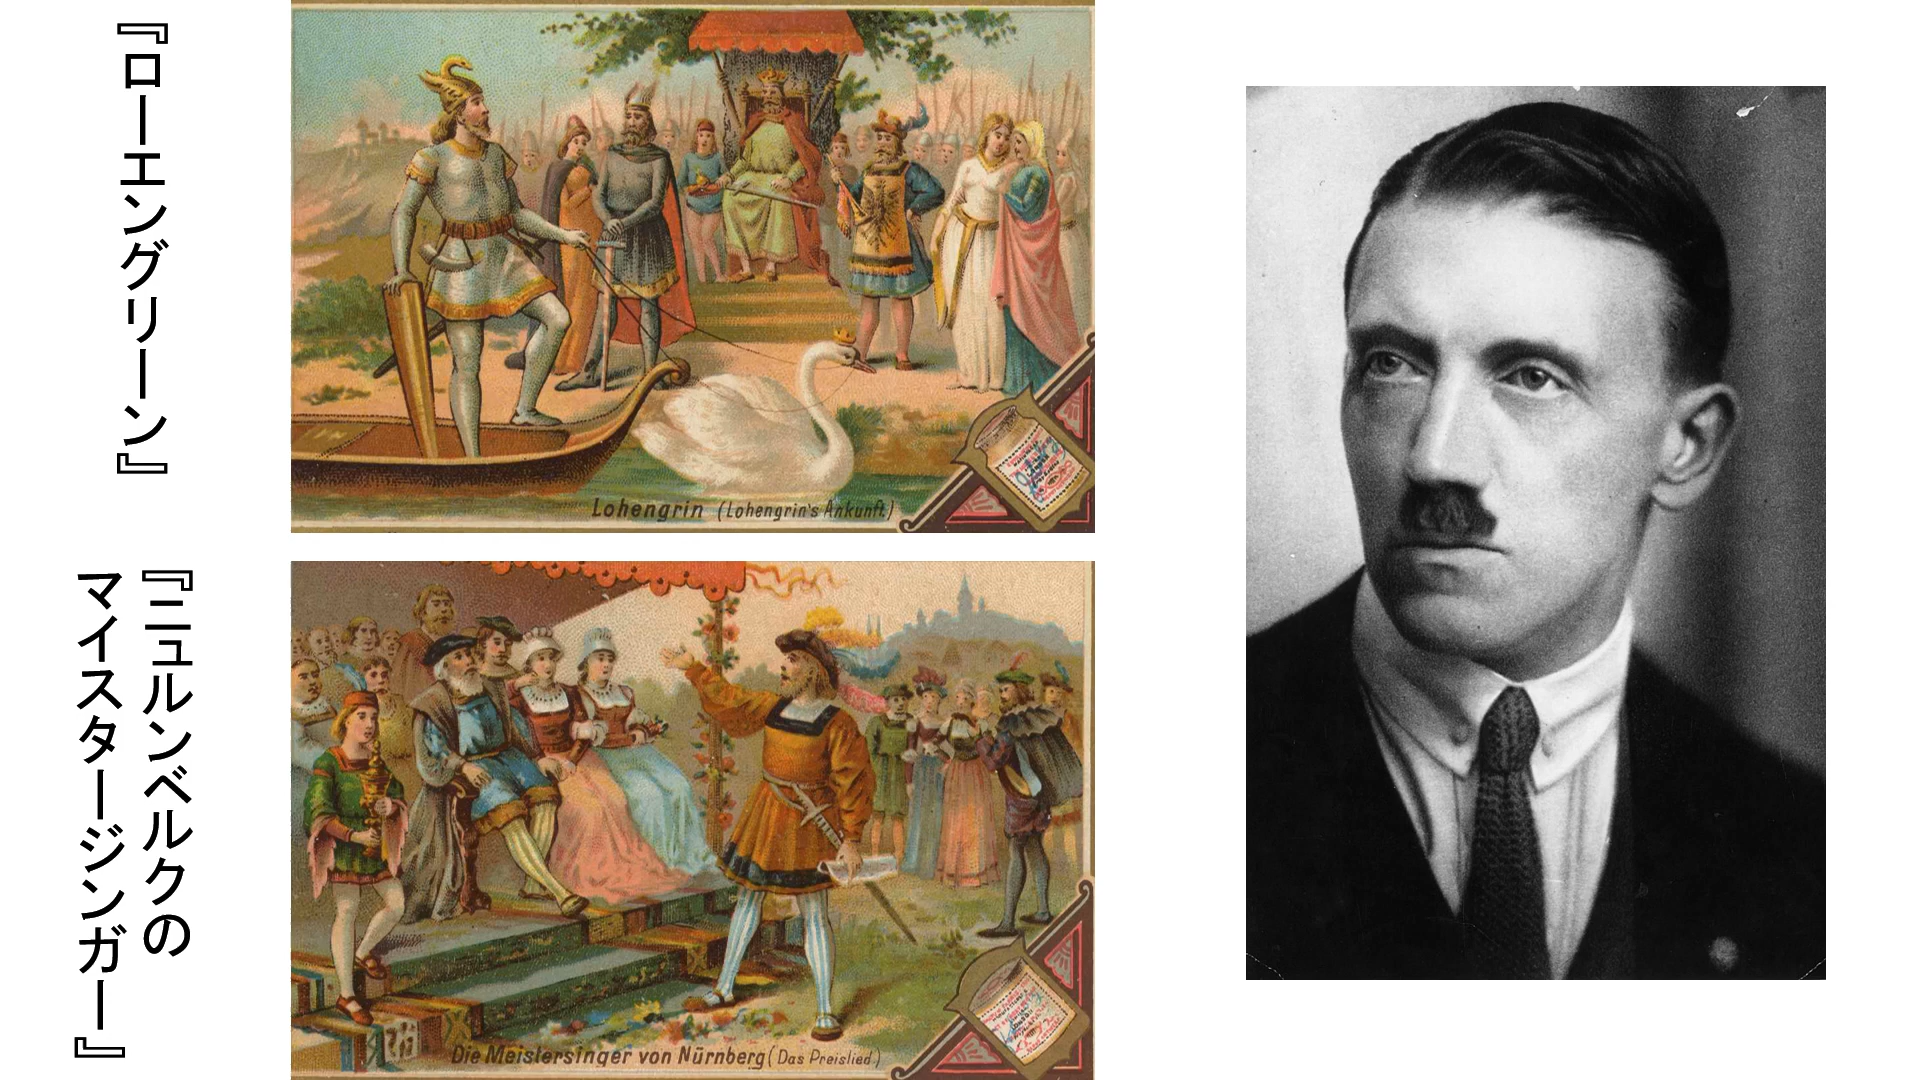 『ローエングリーン』
Lohengrin (Lohengrin's Ankunft)
『ニュルンベルクの
マイスタージンガー』
Die Meistersinger von Nürnberg (Das Preislied)